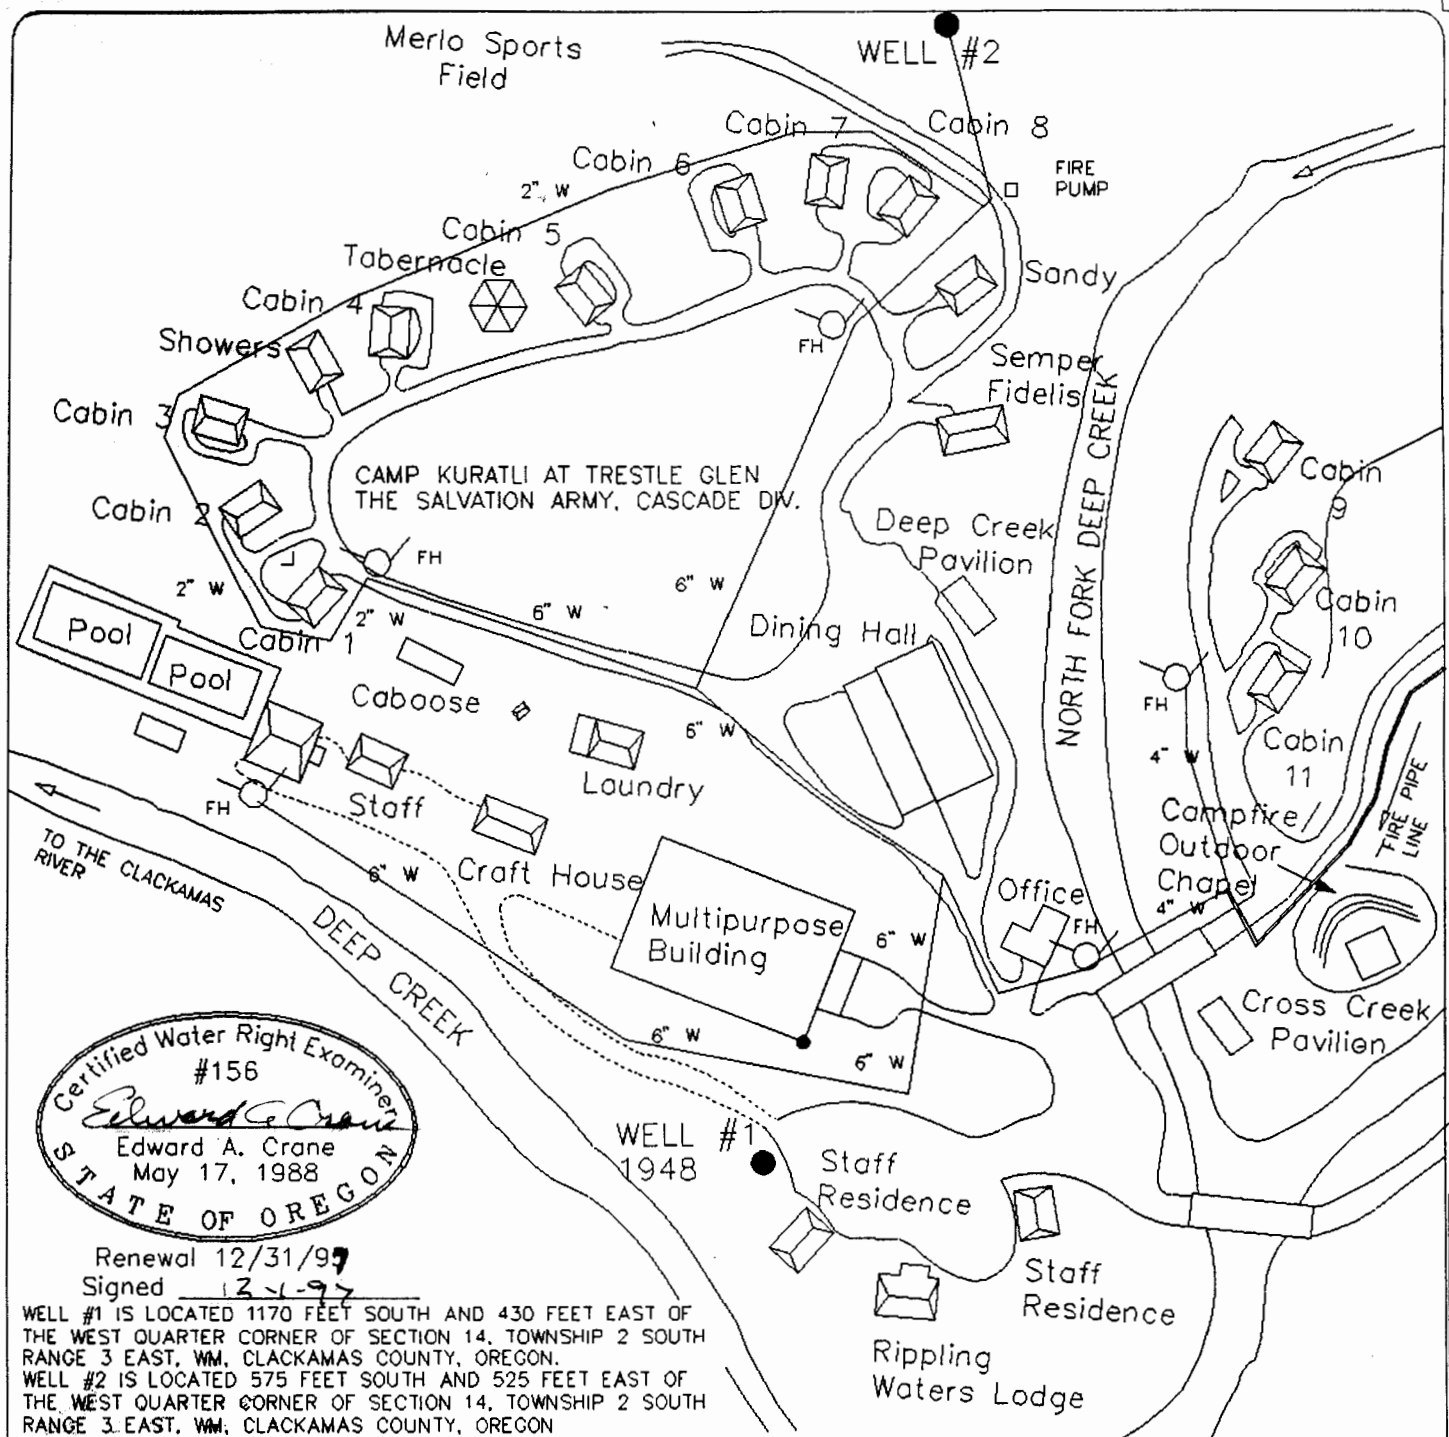 Merlo Sports
Field
WELL #2
Cabin 7
Cabin 8
Cabin 6
FIRE
PUMP
2" W
Cabin 5
Tabernacle
Sandy
Cabin 4
Showers
FH
Semper
Fidelis
Cabin 3
CAMP KURATLI AT TRESTLE GLEN
THE SALVATION ARMY, CASCADE DIV.
NORTH FORK DEEP CREEK
Cabin
9
Cabin 2
Deep Creek
Pavilion
FH
2" W
6" W
6" W
2" W
Cabin
10
Cabin 1
Dining Hall
Pool
Pool
Caboose
FH
6" W
Cabin
11
4" W
Laundry
Staff
FH
Campfire
Outdoor
Chapel
FIRE PIPE
LINE
TO THE CLACKAMAS
RIVER
6" W
Craft House
Office
4" W
FH
Multipurpose
Building
6" W
DEEP CREEK
Cross Creek
Pavilion
6" W
6" W
Certified Water Right Examiner
#156
Edward A Crane
Edward A. Crane
May 17, 1988
STATE OF OREGON
WELL #1
1948
Staff
Residence
Staff
Residence
Rippling
Waters Lodge
Renewal 12/31/97
Signed 12-1-97
WELL #1 IS LOCATED 1170 FEET SOUTH AND 430 FEET EAST OF
THE WEST QUARTER CORNER OF SECTION 14, TOWNSHIP 2 SOUTH
RANGE 3 EAST, WM, CLACKAMAS COUNTY, OREGON.
WELL #2 IS LOCATED 575 FEET SOUTH AND 525 FEET EAST OF
THE WEST QUARTER CORNER OF SECTION 14, TOWNSHIP 2 SOUTH
RANGE 3 EAST, WM, CLACKAMAS COUNTY, OREGON